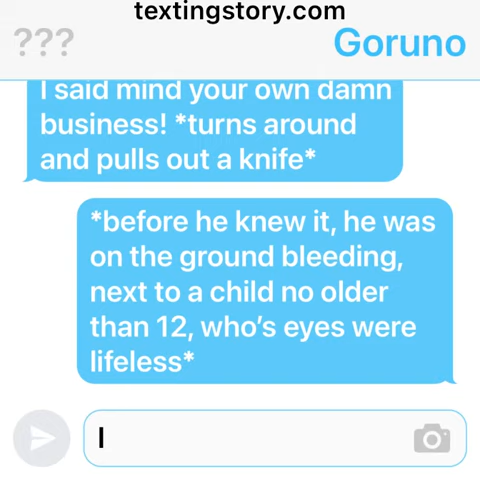 textingstory.com
???
Goruno
I said mind your own damn
business! *turns around
and pulls out a knife*
*before he knew it, he was
on the ground bleeding,
next to a child no older
than 12, who’s eyes were
lifeless*
I